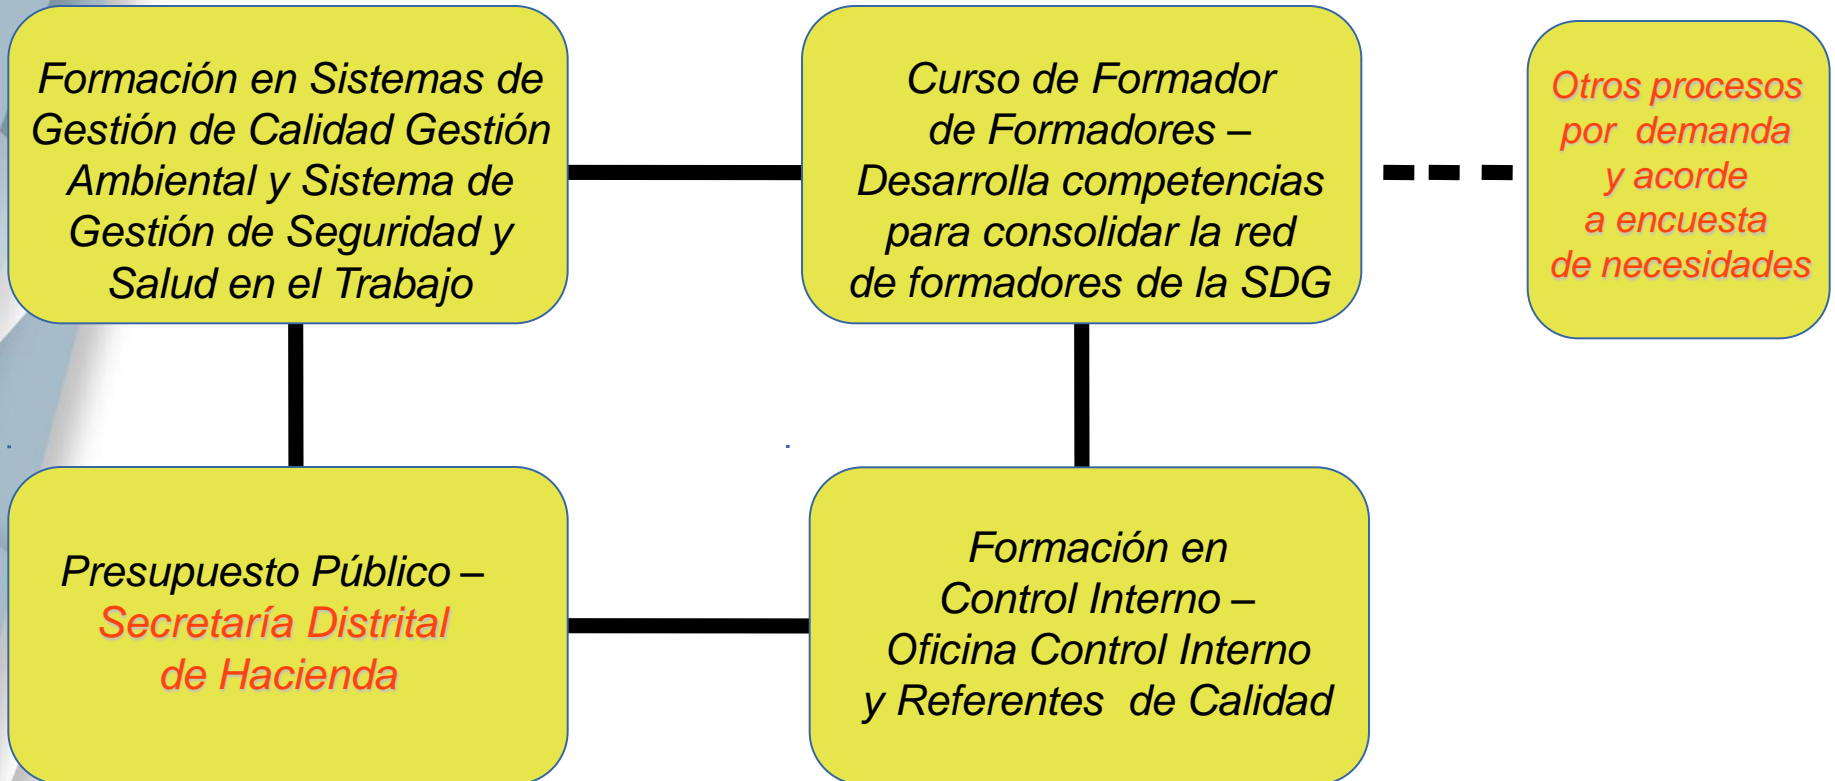 Formación en Sistemas de
Gestión de Calidad Gestión
Ambiental y Sistema de
Gestión de Seguridad y
Salud en el Trabajo
Curso de Formador
de Formadores –
Desarrolla competencias
para consolidar la red
de formadores de la SDG
Otros procesos
por demanda
y acorde
a encuesta
de necesidades
Presupuesto Público –
Secretaría Distrital
de Hacienda
Formación en
Control Interno –
Oficina Control Interno
y Referentes de Calidad